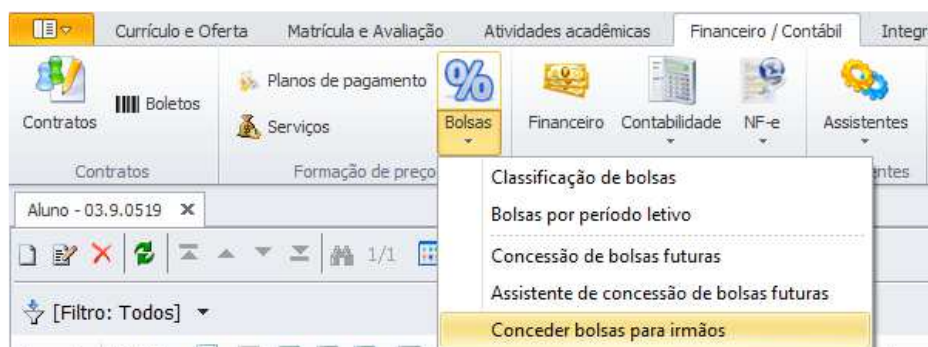 Currículo e Oferta Matrícula e Avaliação Atividades acadêmicas Financeiro / Contábil Integr
Contratos Boletos Planos de pagamento Serviços Bolsas Financeiro Contabilidade NF-e Assistentes
Contratos Formação de preço entes
Classificação de bolsas
Aluno - 03.9.0519
Bolsas por período letivo
1/1
Concessão de bolsas futuras
Assistente de concessão de bolsas futuras
[Filtro: Todos]
Conceder bolsas para irmãos